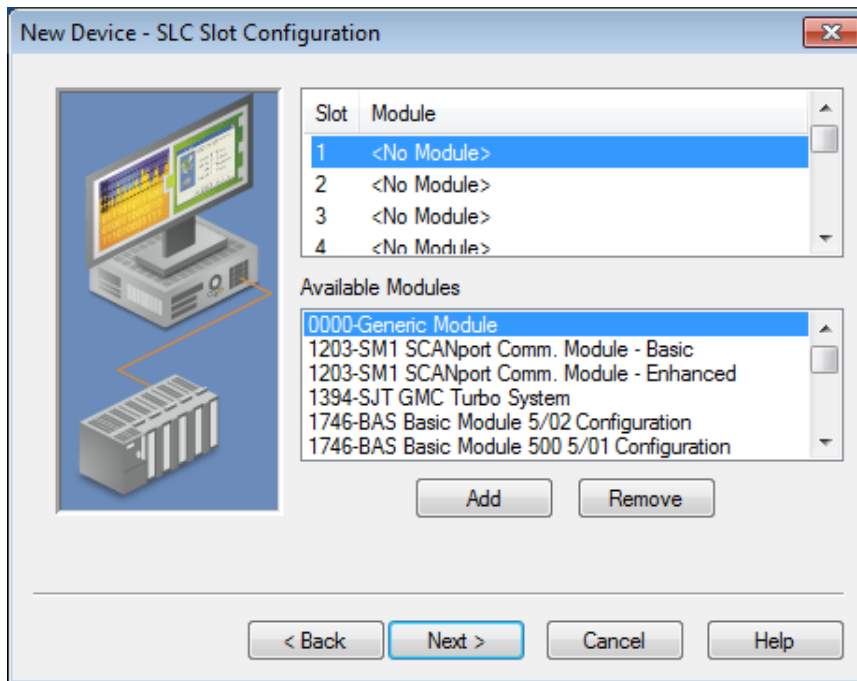 New Device - SLC Slot Configuration
Slot Module
1 <No Module>
2 <No Module>
3 <No Module>
4 <No Module>
Available Modules
0000-Generic Module
1203-SM1 SCANport Comm. Module - Basic
1203-SM1 SCANport Comm. Module - Enhanced
1394-SJT GMC Turbo System
1746-BAS Basic Module 5/02 Configuration
1746-BAS Basic Module 500 5/01 Configuration
Add Remove
< Back Next > Cancel Help